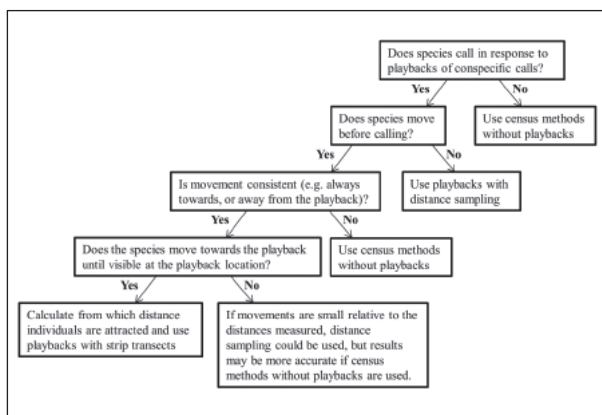 Does species call in response to
playbacks of conspecific calls?
Yes
No
Does species move
before calling?
Use census methods
without playbacks
Yes
No
Is movement consistent (e.g. always
towards, or away from the playback)?
Use playbacks with
distance sampling
Yes
No
Does the species move towards the playback
until visible at the playback location?
Use census methods
without playbacks
Yes
No
Calculate from which distance
individuals are attracted and use
playbacks with strip transects
If movements are small relative to the
distances measured, distance
sampling could be used, but results
may be more accurate if census
methods without playbacks are used.